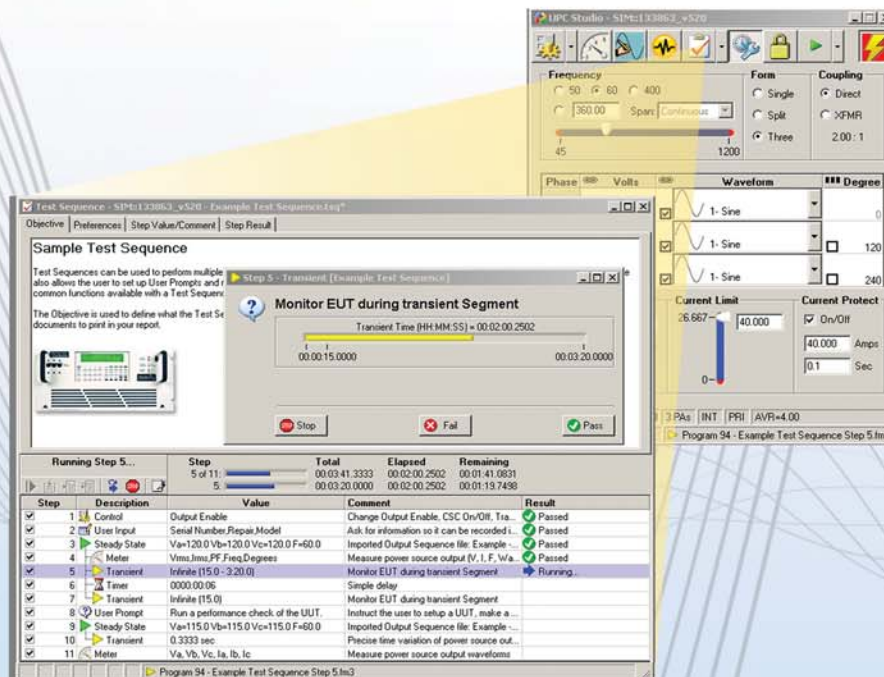 UPC Studio - SIM::133863_v520
Frequency
50 60 400
360.00 Span: Continuous
45 1200
Form
Single
Split
Three
Coupling
Direct
XFMR
2.00 : 1
Phase Volts Waveform Degree
1- Sine 0
1- Sine 120
1- Sine 240
Current Limit
26.667 40.000
0
Current Protect
On/Off
40.000 Amps
0.1 Sec
3 PAs INT PRI AVR=4.00
Program 94 - Example Test Sequence Step 5.fm
Test Sequence - SIM::133863_v520 - Example Test Sequence.tsq*
Objective Preferences Step Value/Comment Step Result
Sample Test Sequence
Test Sequences can be used to perform multiple
also allows the user to set up User Prompts and
common functions available with a Test Sequenc
The Objective is used to define what the Test Se
documents to print in your report.
Step 5 - Transient [Example Test Sequence]
Monitor EUT during transient Segment
Transient Time (HH:MM:SS) = 00:02:00.2502
00:00:15.0000 00:03:20.0000
STOP Stop Fail Pass
Running Step 5...
Step Total Elapsed Remaining
5 of 11: 00:03:41.3333 00:02:00.2502 00:01:41.0831
5: 00:03:20.0000 00:02:00.2502 00:01:19.7498
Step Description Value Comment Result
1 Control Output Enable Change Output Enable, CSC On/Off, Tra... Passed
2 User Input Serial Number,Repair,Model Ask for information so it can be recorded i... Passed
3 Steady State Va=120.0 Vb=120.0 Vc=120.0 F=60.0 Imported Output Sequence file: Example -... Passed
4 Meter Vrms,Irms,PF,Freq,Degrees Measure power source output (V, I, F, Wa... Passed
5 Transient Infinite (15.0 - 3:20.0) Monitor EUT during transient Segment Running...
6 Timer 0000:00:06 Simple delay
7 Transient Infinite (15.0) Monitor EUT during transient Segment
8 User Prompt Run a performance check of the UUT. Instruct the user to setup a UUT, make a...
9 Steady State Va=115.0 Vb=115.0 Vc=115.0 F=60.0 Imported Output Sequence file: Example -...
10 Transient 0.3333 sec Precise time variation of power source out...
11 Meter Va, Vb, Vc, Ia, Ib, Ic Measure power source output waveforms
Program 94 - Example Test Sequence Step 5.fm3